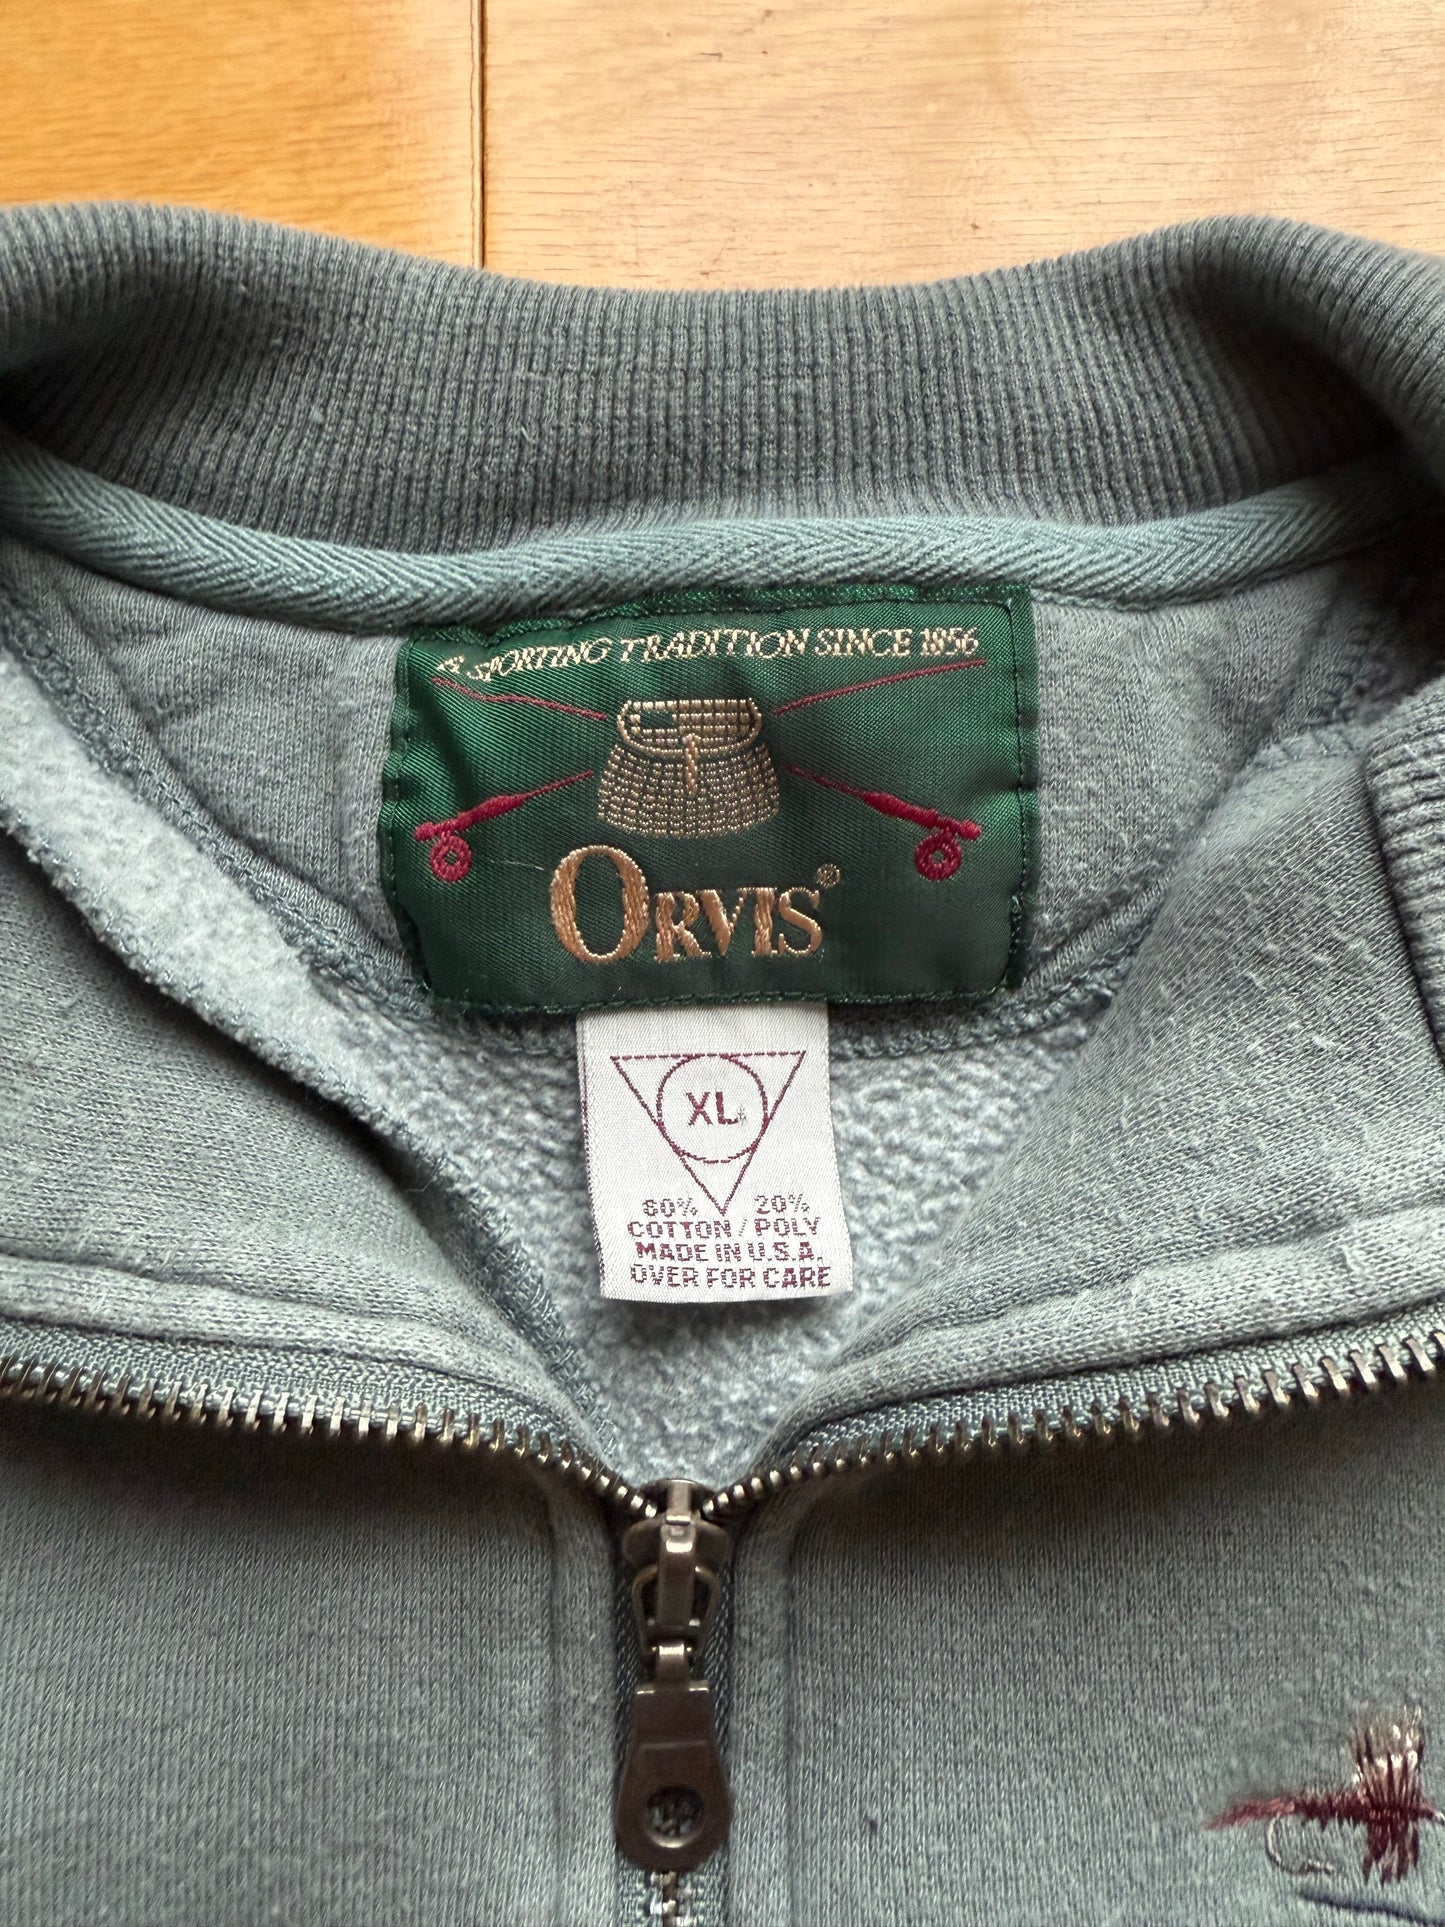 A SPORTING TRADITION SINCE 1856
ORVIS®
XL
80% 20%
COTTON / POLY
MADE IN U.S.A.
OVER FOR CARE